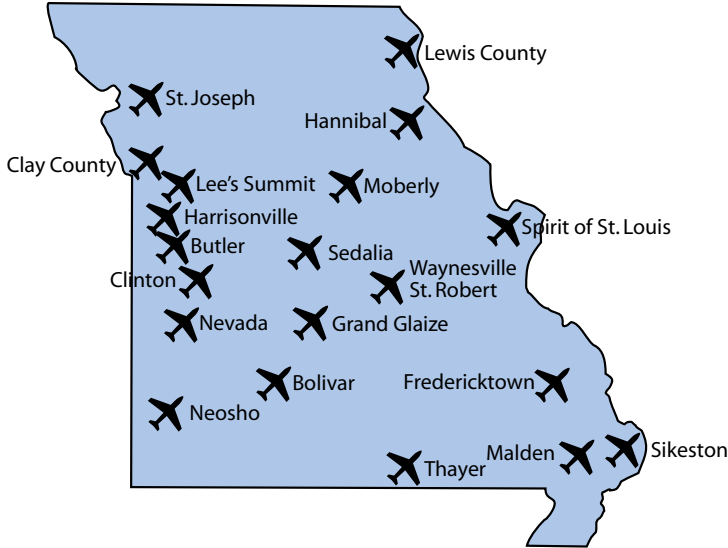 Lewis County
St. Joseph
Hannibal
Clay County
Lee's Summit
Moberly
Harrisonville
Spirit of St. Louis
Butler
Sedalia
Waynesville
St. Robert
Clinton
Nevada
Grand Glaize
Bolivar
Fredericktown
Neosho
Malden
Sikeston
Thayer